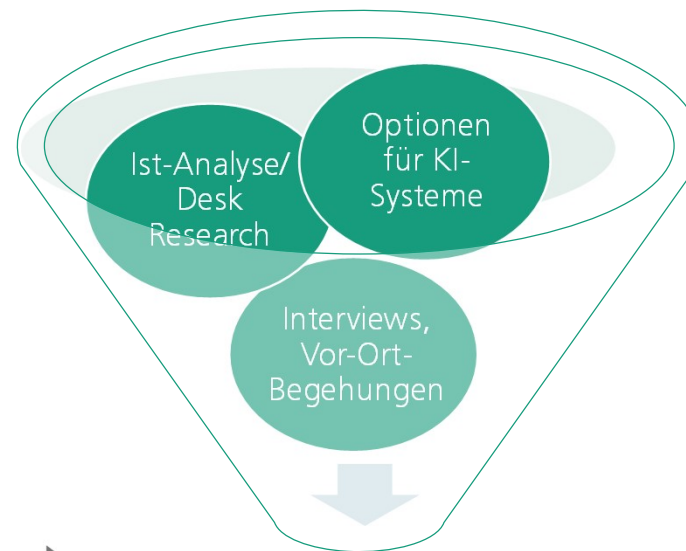 Optionen
für KI-
Systeme
Ist-Analyse/
Desk
Research
Interviews,
Vor-Ort-
Begehungen